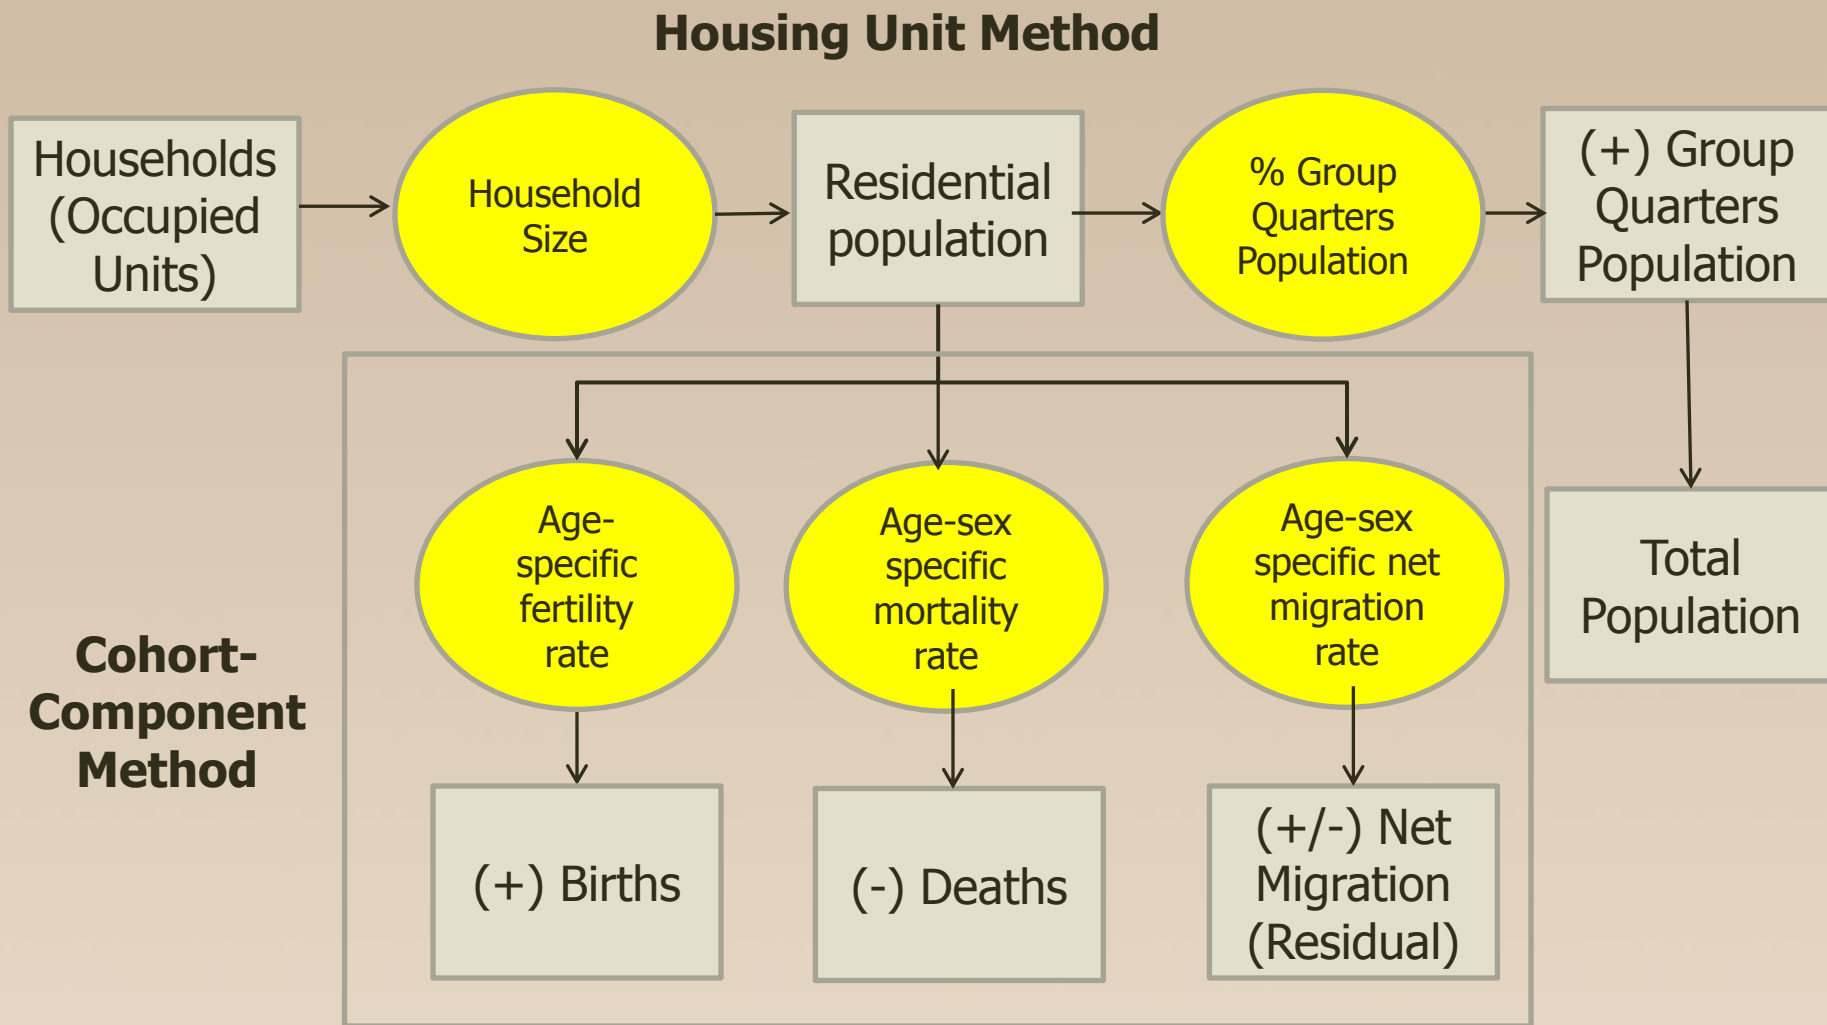 Housing Unit Method
Households
(Occupied
Units)
Household
Size
Residential
population
% Group
Quarters
Population
(+) Group
Quarters
Population
Age-
specific
fertility
rate
Age-sex
specific
mortality
rate
Age-sex
specific net
migration
rate
Total
Population
Cohort-
Component
Method
(+) Births
(-) Deaths
(+/-) Net
Migration
(Residual)